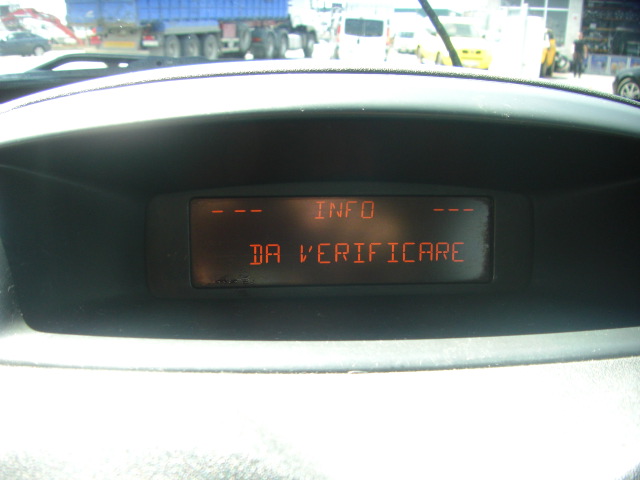 --- INFO ---
DA VERIFICARE